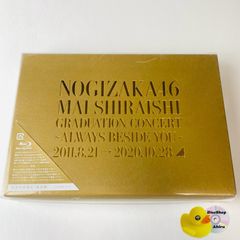 NOGIZAKA46
MAI SHIRAISHI
GRADUATION CONCERT
~ALWAYS BESIDE YOU~
2011.8.21 → 2020.10.28